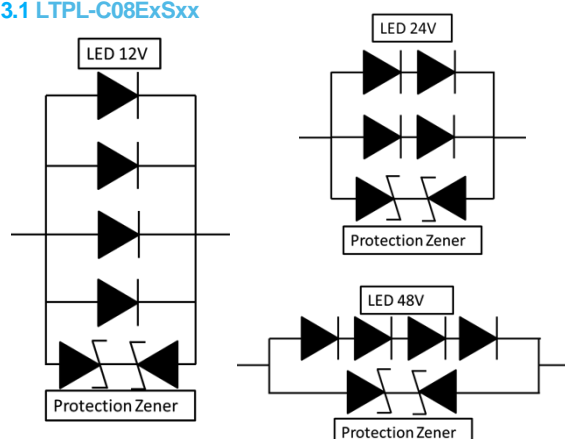 3.1 LTPL-C08ExSxx
LED 12V
Protection Zener
LED 24V
Protection Zener
LED 48V
Protection Zener